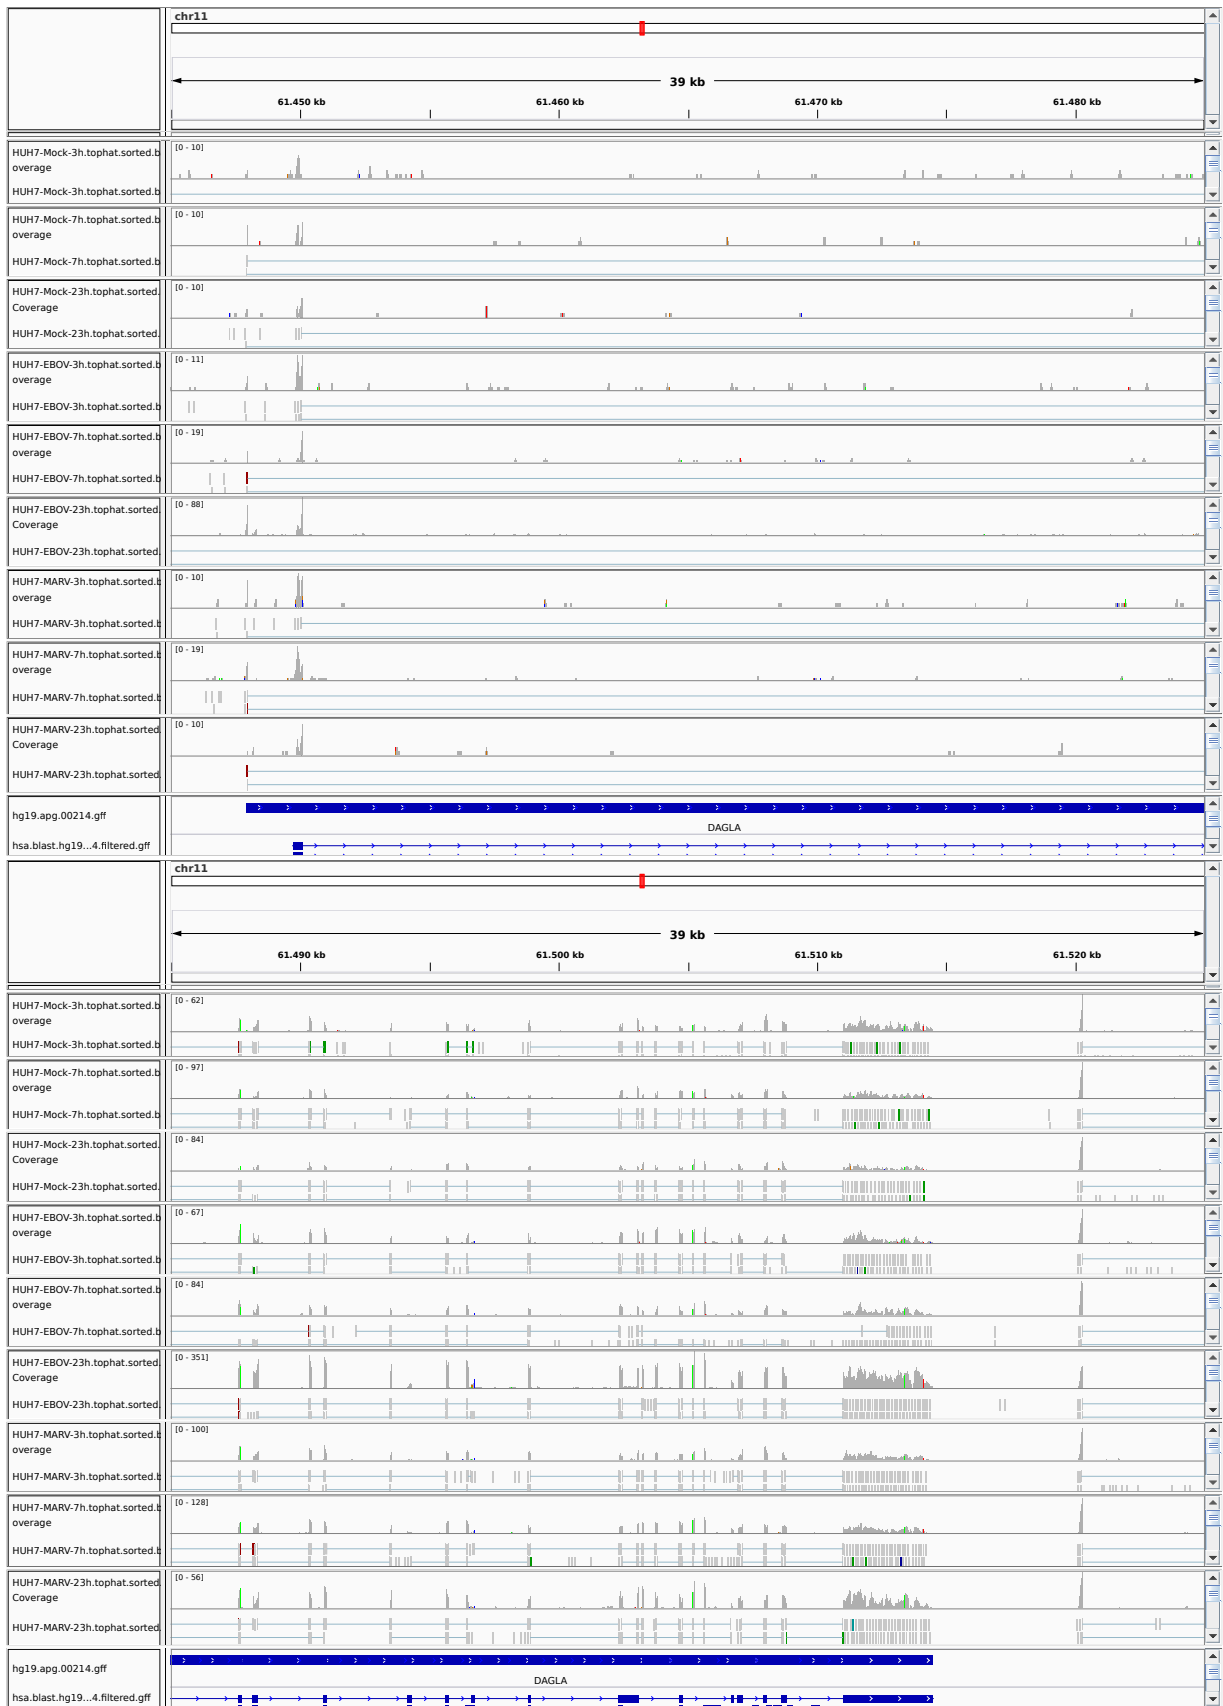 chr11
39 kb
61.450 kb 61.460 kb 61.470 kb 61.480 kb
HUH7-Mock-3h.tophat.sorted.b [0 - 10]
overage
HUH7-Mock-3h.tophat.sorted.b
HUH7-Mock-7h.tophat.sorted.b [0 - 10]
overage
HUH7-Mock-7h.tophat.sorted.b
HUH7-Mock-23h.tophat.sorted. [0 - 10]
Coverage
HUH7-Mock-23h.tophat.sorted.
HUH7-EBOV-3h.tophat.sorted.b [0 - 11]
overage
HUH7-EBOV-3h.tophat.sorted.b
HUH7-EBOV-7h.tophat.sorted.b [0 - 19]
overage
HUH7-EBOV-7h.tophat.sorted.b
HUH7-EBOV-23h.tophat.sorted. [0 - 88]
Coverage
HUH7-EBOV-23h.tophat.sorted.
HUH7-MARV-3h.tophat.sorted.b [0 - 10]
overage
HUH7-MARV-3h.tophat.sorted.b
HUH7-MARV-7h.tophat.sorted.b [0 - 19]
overage
HUH7-MARV-7h.tophat.sorted.b
HUH7-MARV-23h.tophat.sorted. [0 - 10]
Coverage
HUH7-MARV-23h.tophat.sorted.
hg19.apg.00214.gff
DAGLA
hsa.blast.hg19...4.filtered.gff
chr11
39 kb
61.490 kb 61.500 kb 61.510 kb 61.520 kb
HUH7-Mock-3h.tophat.sorted.b [0 - 62]
overage
HUH7-Mock-3h.tophat.sorted.b
HUH7-Mock-7h.tophat.sorted.b [0 - 97]
overage
HUH7-Mock-7h.tophat.sorted.b
HUH7-Mock-23h.tophat.sorted. [0 - 84]
Coverage
HUH7-Mock-23h.tophat.sorted.
HUH7-EBOV-3h.tophat.sorted.b [0 - 67]
overage
HUH7-EBOV-3h.tophat.sorted.b
HUH7-EBOV-7h.tophat.sorted.b [0 - 84]
overage
HUH7-EBOV-7h.tophat.sorted.b
HUH7-EBOV-23h.tophat.sorted. [0 - 351]
Coverage
HUH7-EBOV-23h.tophat.sorted.
HUH7-MARV-3h.tophat.sorted.b [0 - 100]
overage
HUH7-MARV-3h.tophat.sorted.b
HUH7-MARV-7h.tophat.sorted.b [0 - 128]
overage
HUH7-MARV-7h.tophat.sorted.b
HUH7-MARV-23h.tophat.sorted. [0 - 56]
Coverage
HUH7-MARV-23h.tophat.sorted.
hg19.apg.00214.gff
DAGLA
hsa.blast.hg19...4.filtered.gff